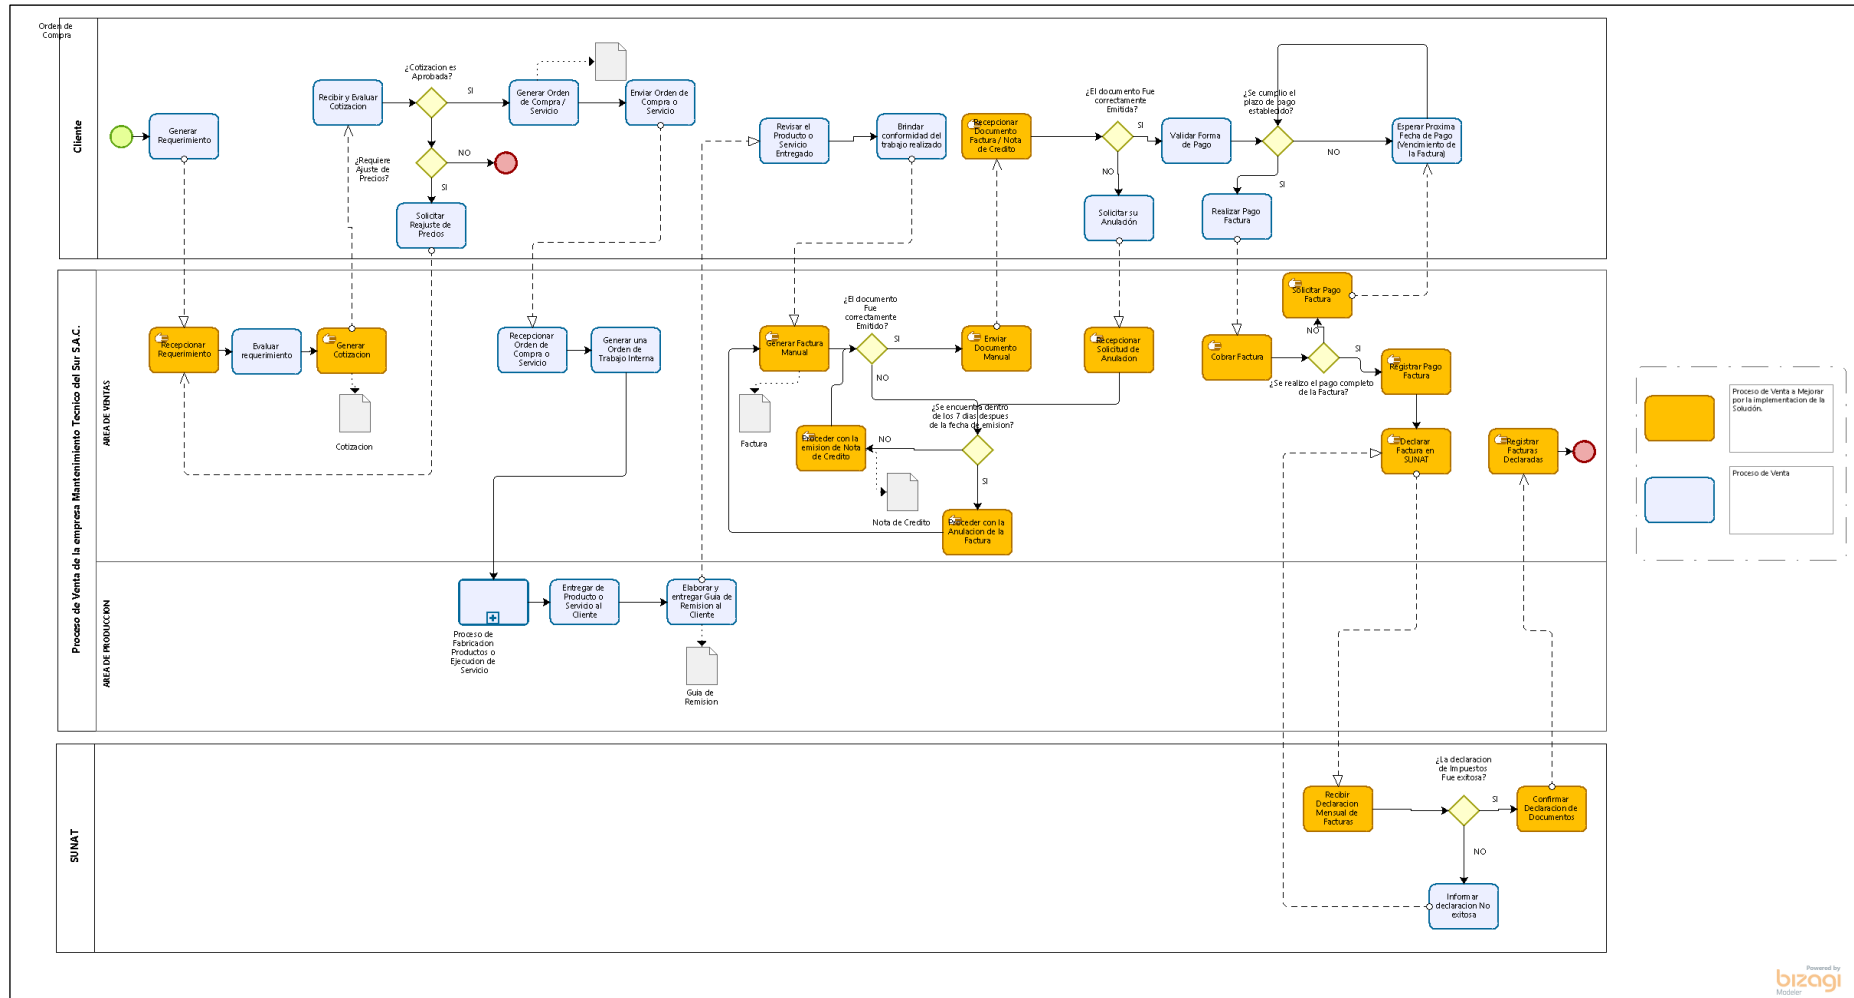 Orden de
Compra
Cliente
Generar
Requerimiento
Recibir y Evaluar
Cotizacion
¿Cotizacion es
Aprobada?
SI
¿Requiere
Ajuste de
Precios?
NO
SI
Solicitar
Reajuste de
Precios
Generar Orden
de Compra /
Servicio
Enviar Orden de
Compra o
Servicio
Revisar el
Producto o
Servicio
Entregado
Brindar
conformidad del
trabajo realizado
Recepcionar
Documento
Factura / Nota
de Credito
¿El documento Fue
correctamente
Emitida?
SI
NO
Solicitar su
Anulación
Validar Forma
de Pago
¿Se cumplio el
plazo de pago
establecido?
NO
SI
Realizar Pago
Factura
Esperar Proxima
Fecha de Pago
(Vencimiento de
la Factura)
Proceso de Venta de la empresa Mantenimiento Tecnico del Sur S.A.C.
AREA DE VENTAS
Recepcionar
Requerimiento
Evaluar
requerimiento
Generar
Cotizacion
Cotizacion
Recepcionar
Orden de
Compra o
Servicio
Generar una
Orden de
Trabajo Interna
Generar Factura
Manual
Factura
¿El documento
Fue
correctamente
Emitido?
SI
NO
Enviar
Documento
Manual
Recepcionar
Solicitud de
Anulacion
¿Se encuentra dentro
de los 7 dias despues
de la fecha de emision?
NO
SI
Proceder con la
emision de Nota
de Credito
Nota de Credito
Proceder con la
Anulacion de la
Factura
Cobrar Factura
Solicitar Pago
Factura
NO
SI
¿Se realizo el pago completo
de la Factura?
Registrar Pago
Factura
Declarar
Factura en
SUNAT
Registrar
Facturas
Declaradas
AREA DE PRODUCCION
Proceso de
Fabricacion
Productos o
Ejecucion de
Servicio
Entregar de
Producto o
Servicio al
Cliente
Elaborar y
entregar Guia de
Remision al
Cliente
Guia de
Remision
SUNAT
Recibir
Declaracion
Mensual de
Facturas
¿La declaracion
de Impuestos
Fue exitosa?
SI
NO
Confirmar
Declaracion de
Documentos
Informar
declaracion No
exitosa
Proceso de Venta a Mejorar
por la implementacion de la
Solución.
Proceso de Venta
Powered by
bizagi
Modeler